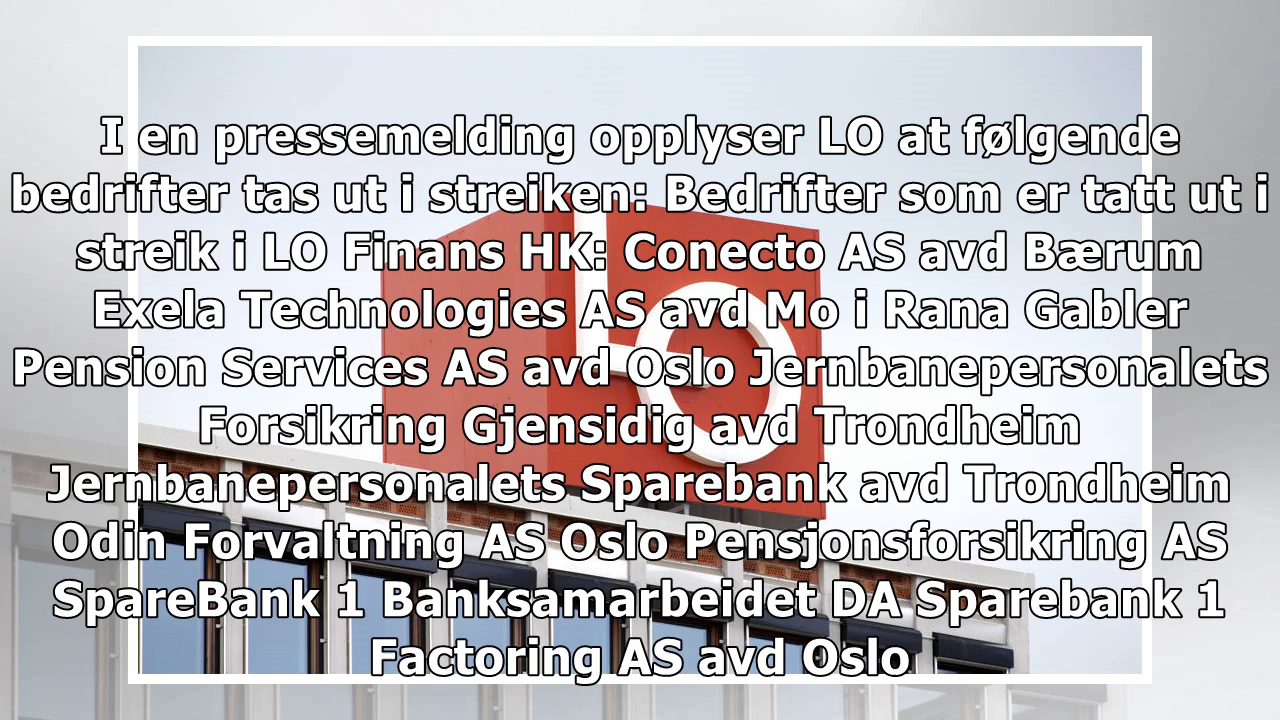 I en pressemelding opplyser LO at følgende
bedrifter tas ut i streiken: Bedrifter som er tatt ut i
streik i LO Finans HK: Conecto AS avd Bærum
Exela Technologies AS avd Mo i Rana Gabler
Pension Services AS avd Oslo Jernbanepersonalets
Forsikring Gjensidig avd Trondheim
Jernbanepersonalets Sparebank avd Trondheim
Odin Forvaltning AS Oslo Pensjonsforsikring AS
SpareBank 1 Banksamarbeidet DA Sparebank 1
Factoring AS avd Oslo
LO